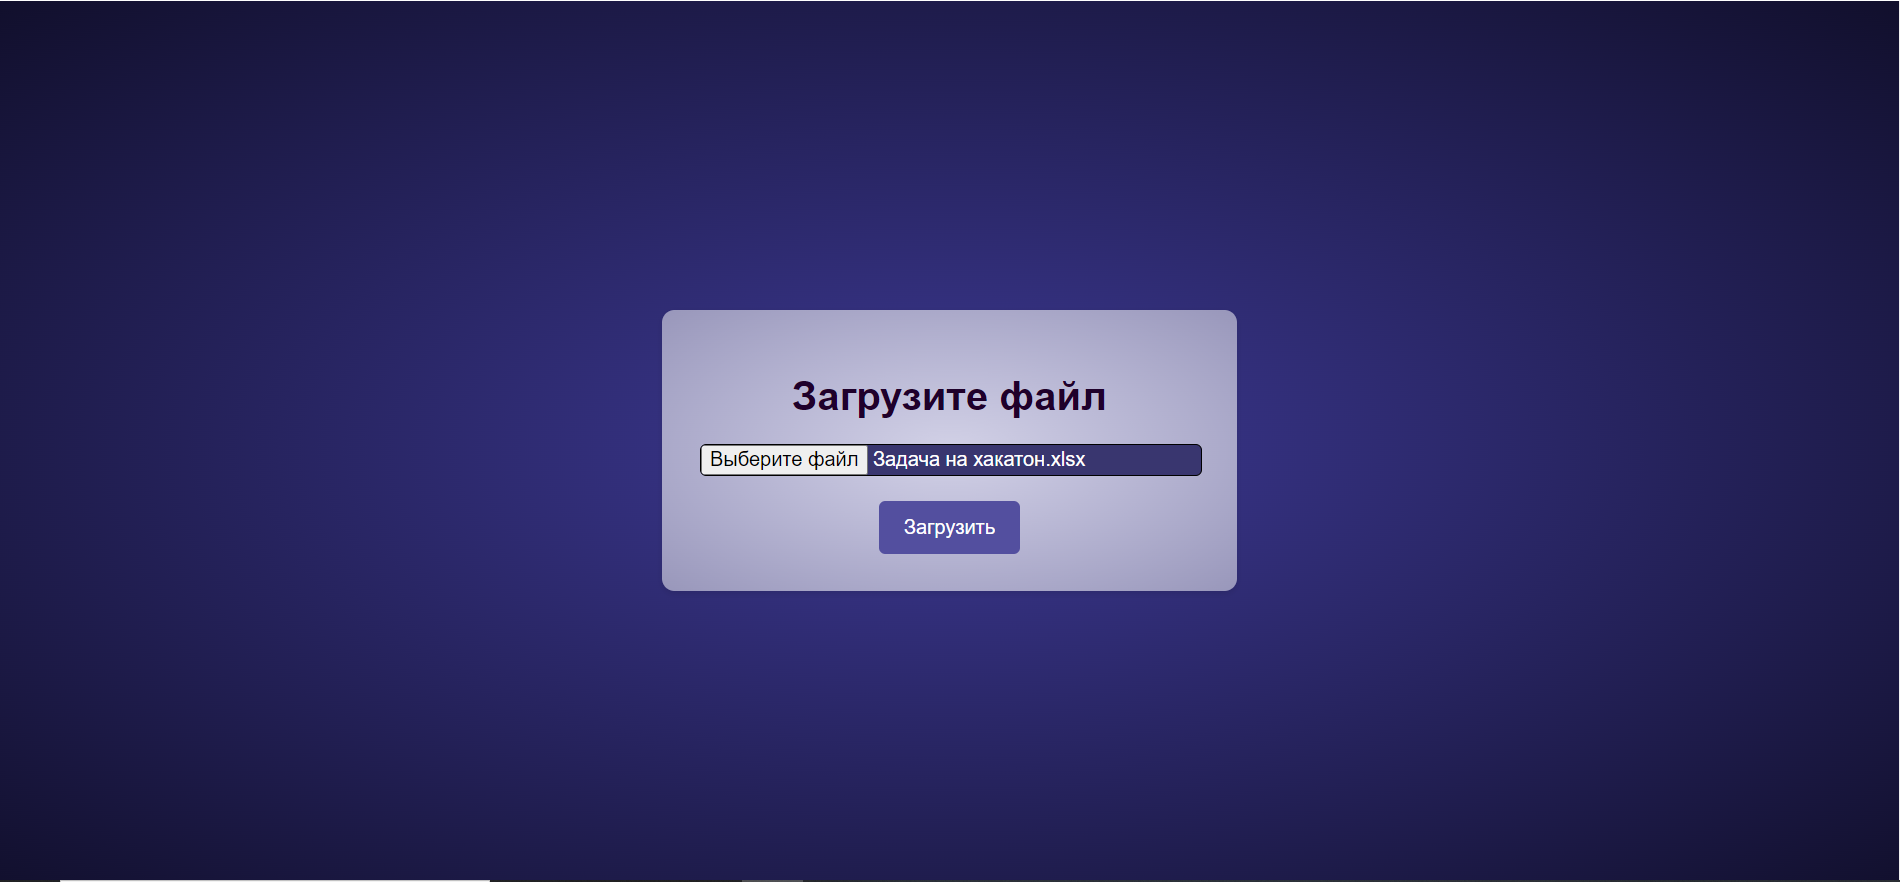 Загрузите файл
Выберите файл Задача на хакатон.xlsx
Загрузить